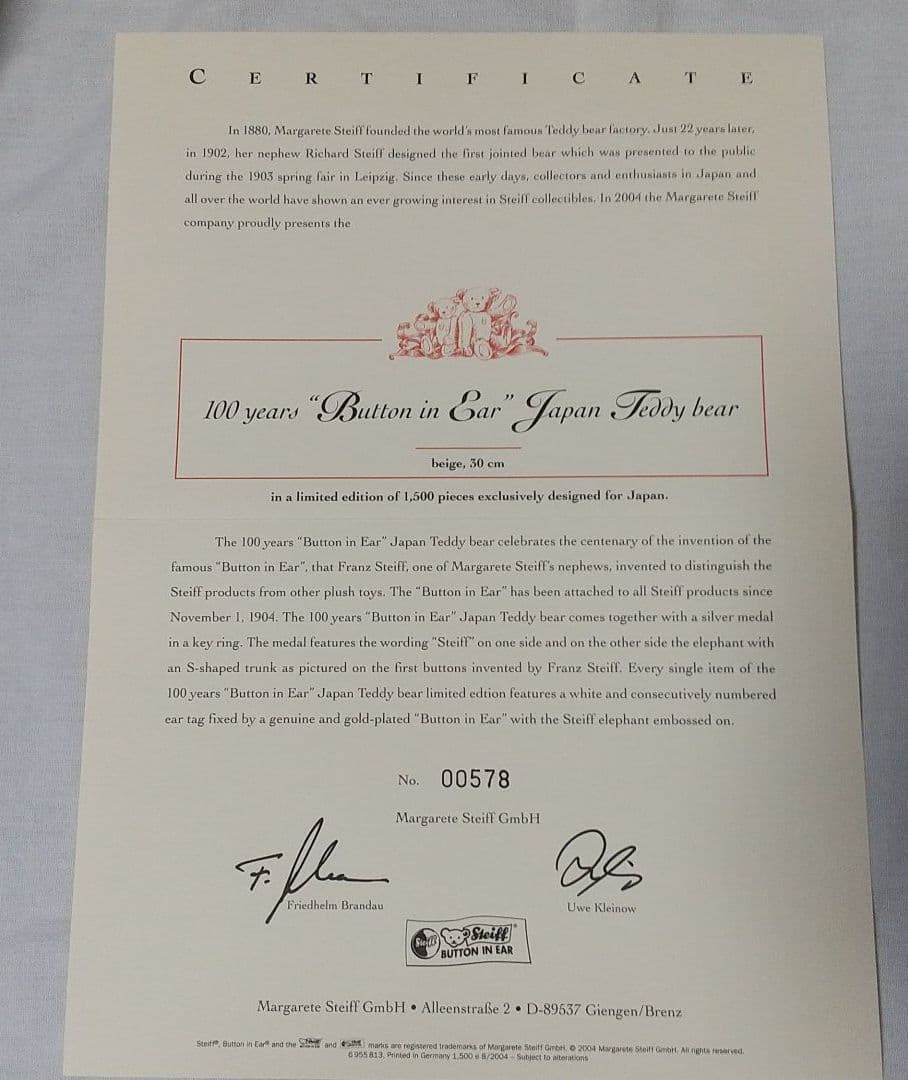 CERTIFICATE
In 1880, Margarete Steiff founded the world's most famous Teddy bear factory. Just 22 years later,
in 1902, her nephew Richard Steiff designed the first jointed bear which was presented to the public
during the 1903 spring fair in Leipzig. Since these early days, collectors and enthusiasts in Japan and
all over the world have shown an ever growing interest in Steiff collectibles. In 2004 the Margarete Steiff
company proudly presents the
100 years "Button in Ear" Japan Teddy bear
beige, 30 cm
in a limited edition of 1,500 pieces exclusively designed for Japan.
The 100 years "Button in Ear" Japan Teddy bear celebrates the centenary of the invention of the
famous "Button in Ear", that Franz Steiff, one of Margarete Steiff's nephews, invented to distinguish the
Steiff products from other plush toys. The "Button in Ear" has been attached to all Steiff products since
November 1, 1904. The 100 years "Button in Ear" Japan Teddy bear comes together with a silver medal
in a key ring. The medal features the wording "Steiff" on one side and on the other side the elephant with
an S-shaped trunk as pictured on the first buttons invented by Franz Steiff. Every single item of the
100 years "Button in Ear" Japan Teddy bear limited edtion features a white and consecutively numbered
ear tag fixed by a genuine and gold-plated "Button in Ear" with the Steiff elephant embossed on.
No. 00578
Margarete Steiff GmbH
Friedhelm Brandau
Uwe Kleinow
Steiff Steiff®
BUTTON IN EAR
Margarete Steiff GmbH • Alleenstraße 2 • D-89537 Giengen/Brenz
Steiff®, Button in Ear® and the and marks are registered trademarks of Margarete Steiff GmbH. © 2004 Margarete Steiff GmbH. All rights reserved.
6 955 813, Printed in Germany 1.500 e 8/2004 – Subject to alterations